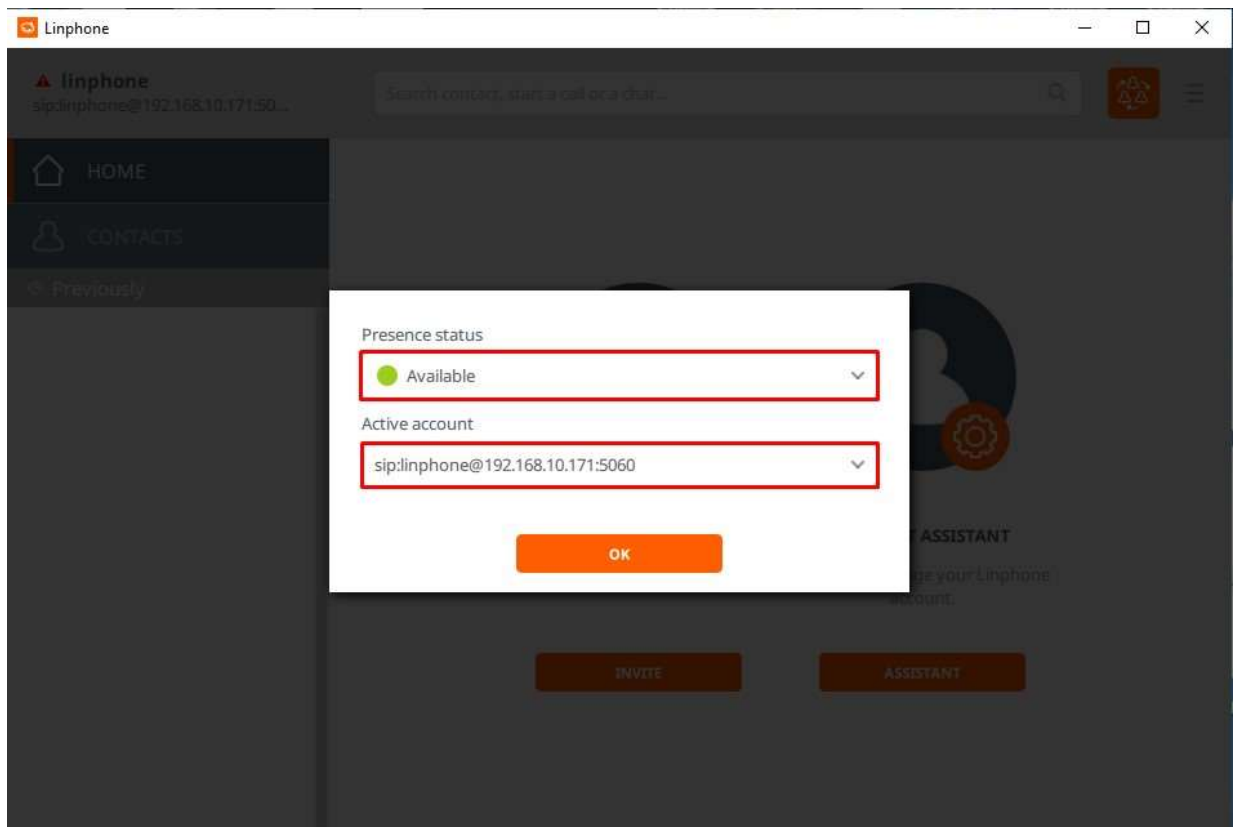 Linphone
linphone
sip:linphone@192.168.10.171:50...
Search contact, start a call or a chat...
HOME
CONTACTS
Previously
Presence status
Available
Active account
sip:linphone@192.168.10.171:5060
OK
ASSISTANT
your Linphone
account.
INVITE
ASSISTANT